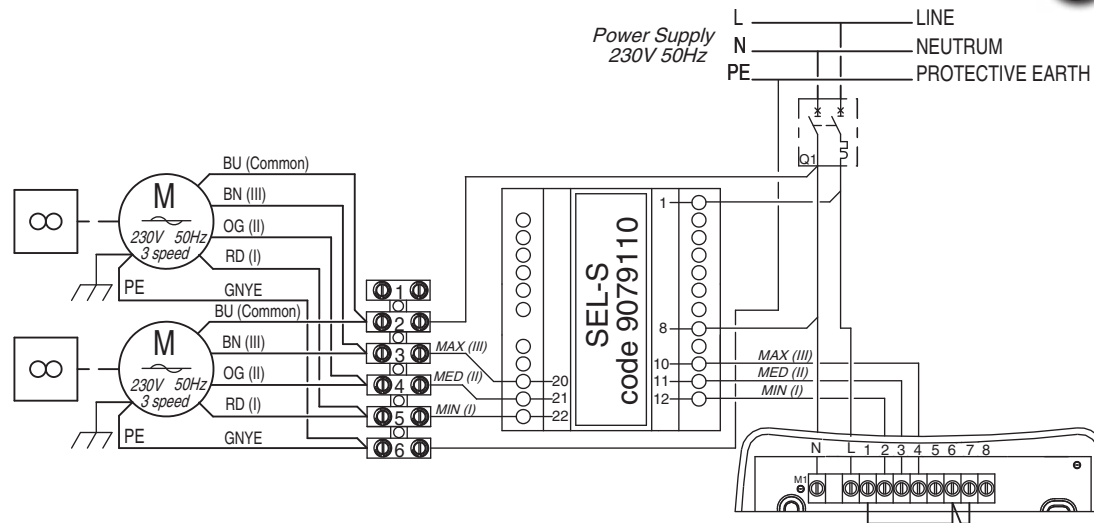 L LINE
Power Supply
230V 50Hz
N NEUTRUM
PE PROTECTIVE EARTH
Q1
BU (Common)
BN (III)
OG (II)
RD (I)
M
230V 50Hz
3 speed
PE GNYE
BU (Common)
BN (III)
OG (II)
RD (I)
M
230V 50Hz
3 speed
PE GNYE
1
2
3 MAX (III)
4 MED (II)
5 MIN (I)
6
20
21
22
SEL-S
code 9079110
1
8
10 MAX (III)
11 MED (II)
12 MIN (I)
N L 1 2 3 4 5 6 7 8
M1